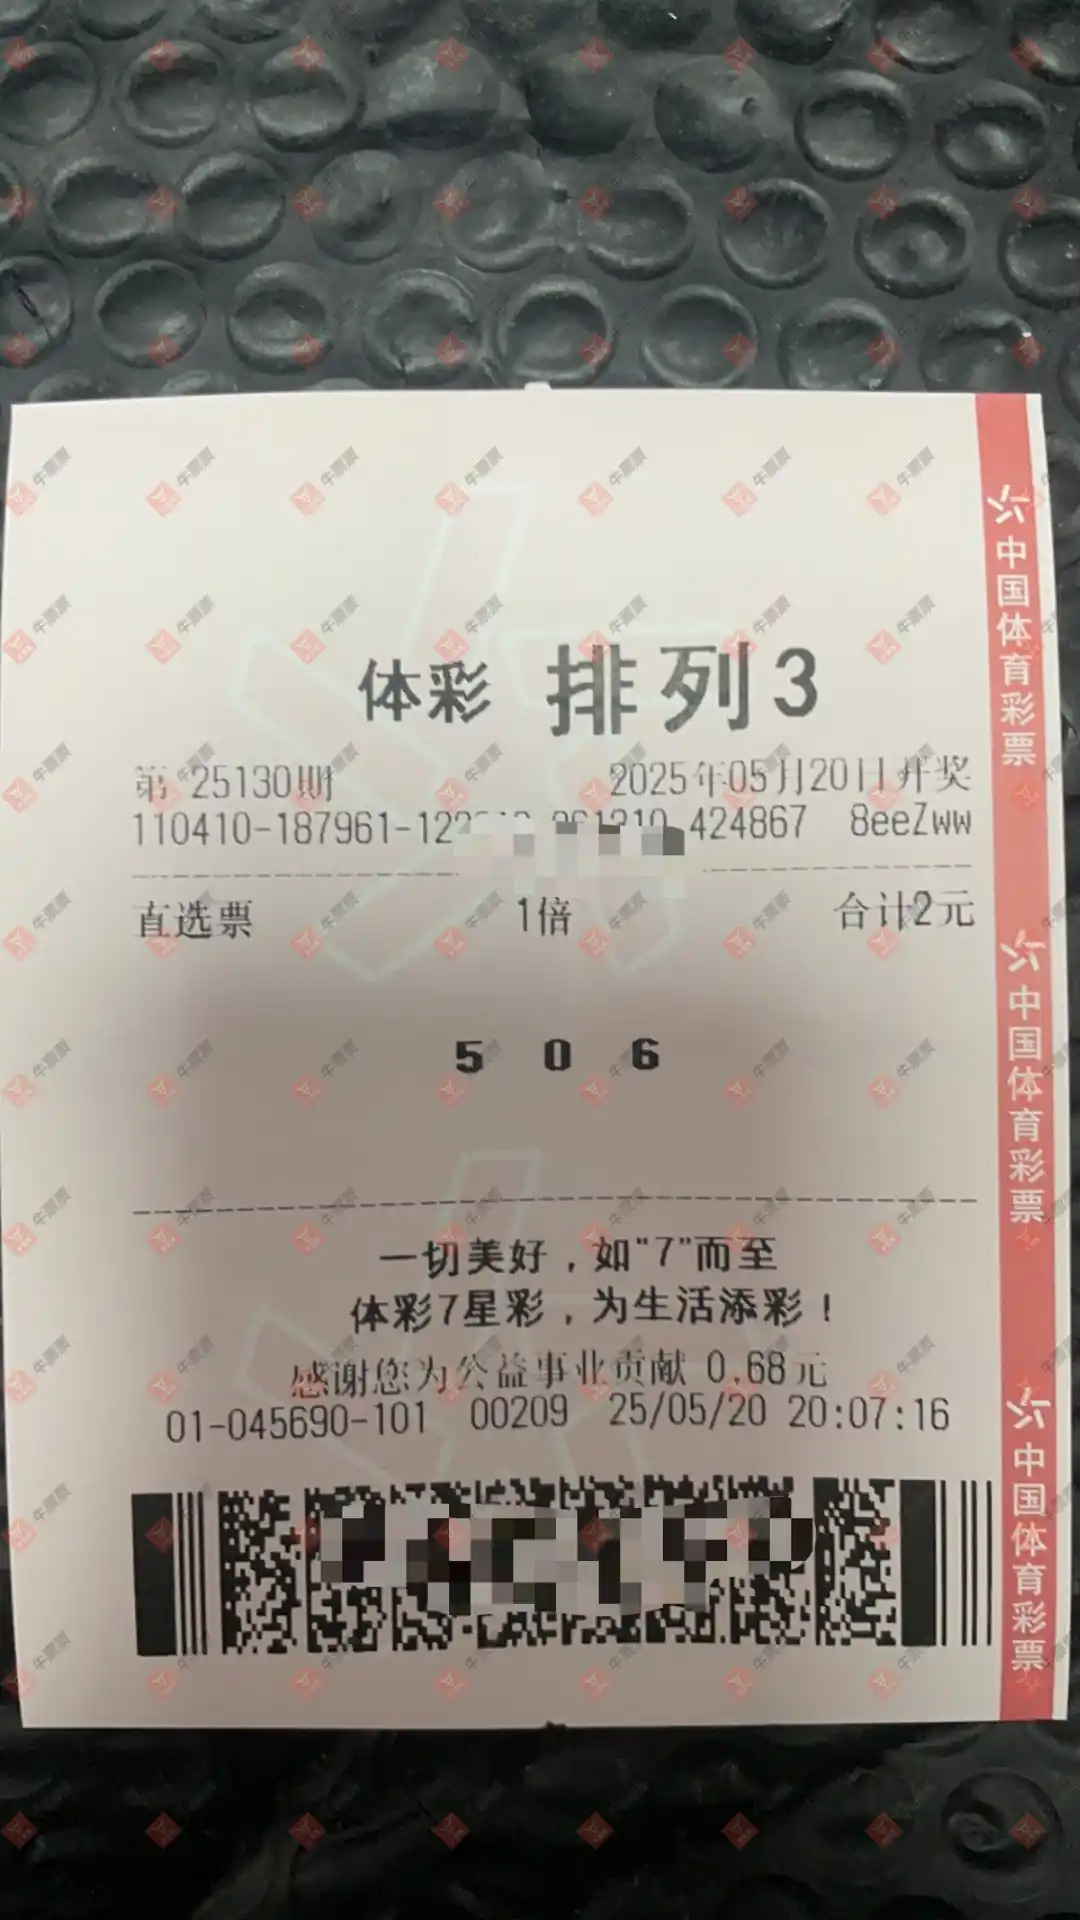 体彩 排列3
第 25130期 2025年05月20日开奖
110410-187961-12 424867 8eeZww
直选票 1倍 合计2元
5 0 6
一切美好，如“7”而至
体彩7星彩，为生活添彩！
感谢您为公益事业贡献 0.68元
01-045690-101 00209 25/05/20 20:07:16
中国体育彩票
中国体育彩票
中国体育彩票
牛票票